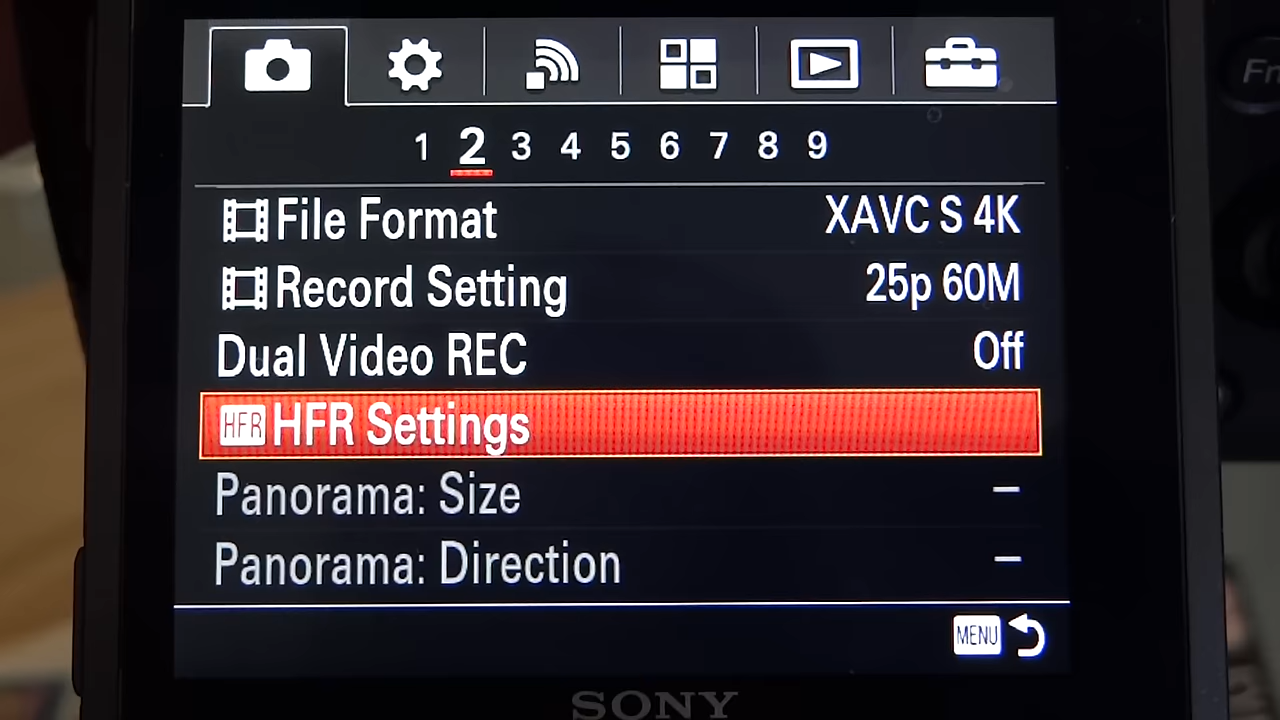 Fn
1 2 3 4 5 6 7 8 9
File Format XAVC S 4K
Record Setting 25p 60M
Dual Video REC Off
HFR HFR Settings
Panorama: Size –
Panorama: Direction –
MENU
SONY